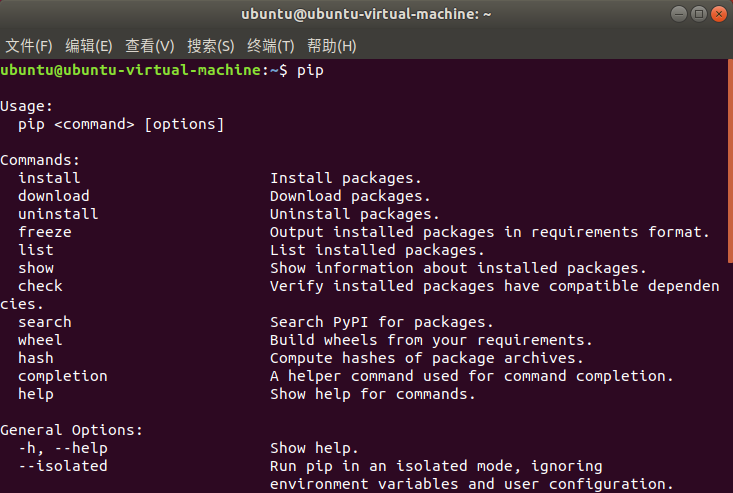 ubuntu@ubuntu-virtual-machine: ~
文件(F) 编辑(E) 查看(V) 搜索(S) 终端(T) 帮助(H)
ubuntu@ubuntu-virtual-machine:~$ pip
Usage:
pip <command> [options]
Commands:
install Install packages.
download Download packages.
uninstall Uninstall packages.
freeze Output installed packages in requirements format.
list List installed packages.
show Show information about installed packages.
check Verify installed packages have compatible dependen
cies.
search Search PyPI for packages.
wheel Build wheels from your requirements.
hash Compute hashes of package archives.
completion A helper command used for command completion.
help Show help for commands.
General Options:
-h, --help Show help.
--isolated Run pip in an isolated mode, ignoring
environment variables and user configuration.